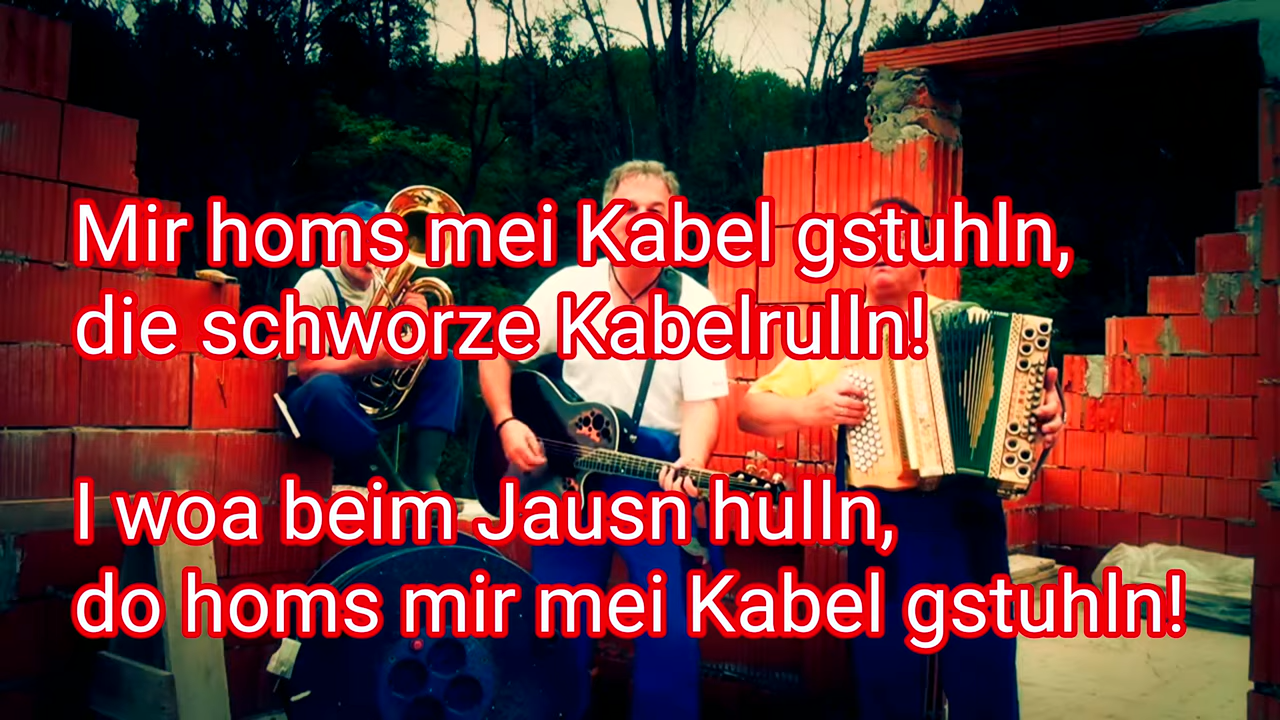 Mir homs mei Kabel gstuhln,
die schworze Kabelrulln!
I woa beim Jausn hulln,
do homs mir mei Kabel gstuhln!